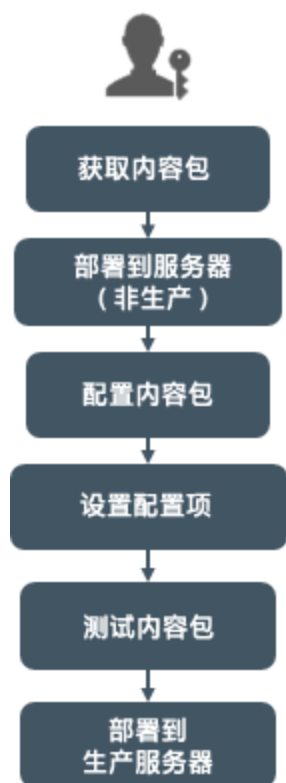 获取内容包
部署到服务器
（非生产）
配置内容包
设置配置项
测试内容包
部署到
生产服务器